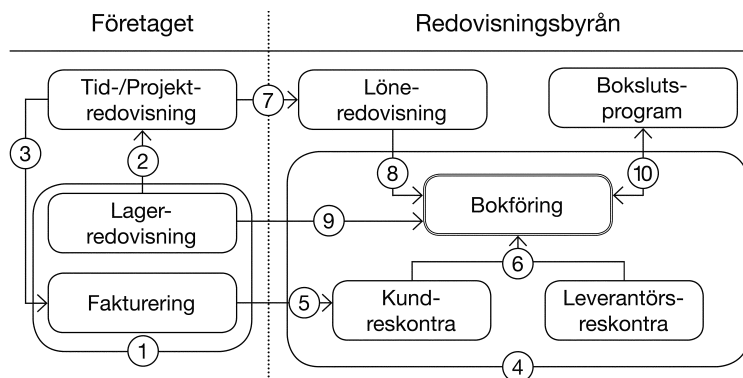 Företaget
Redovisningsbyrån
Tid-/Projekt-
redovisning
7
Löne-
redovisning
Boksluts-
program
3
2
8
10
Lager-
redovisning
9
Bokföring
6
Fakturering
5
Kund-
reskontra
Leverantörs-
reskontra
1
4